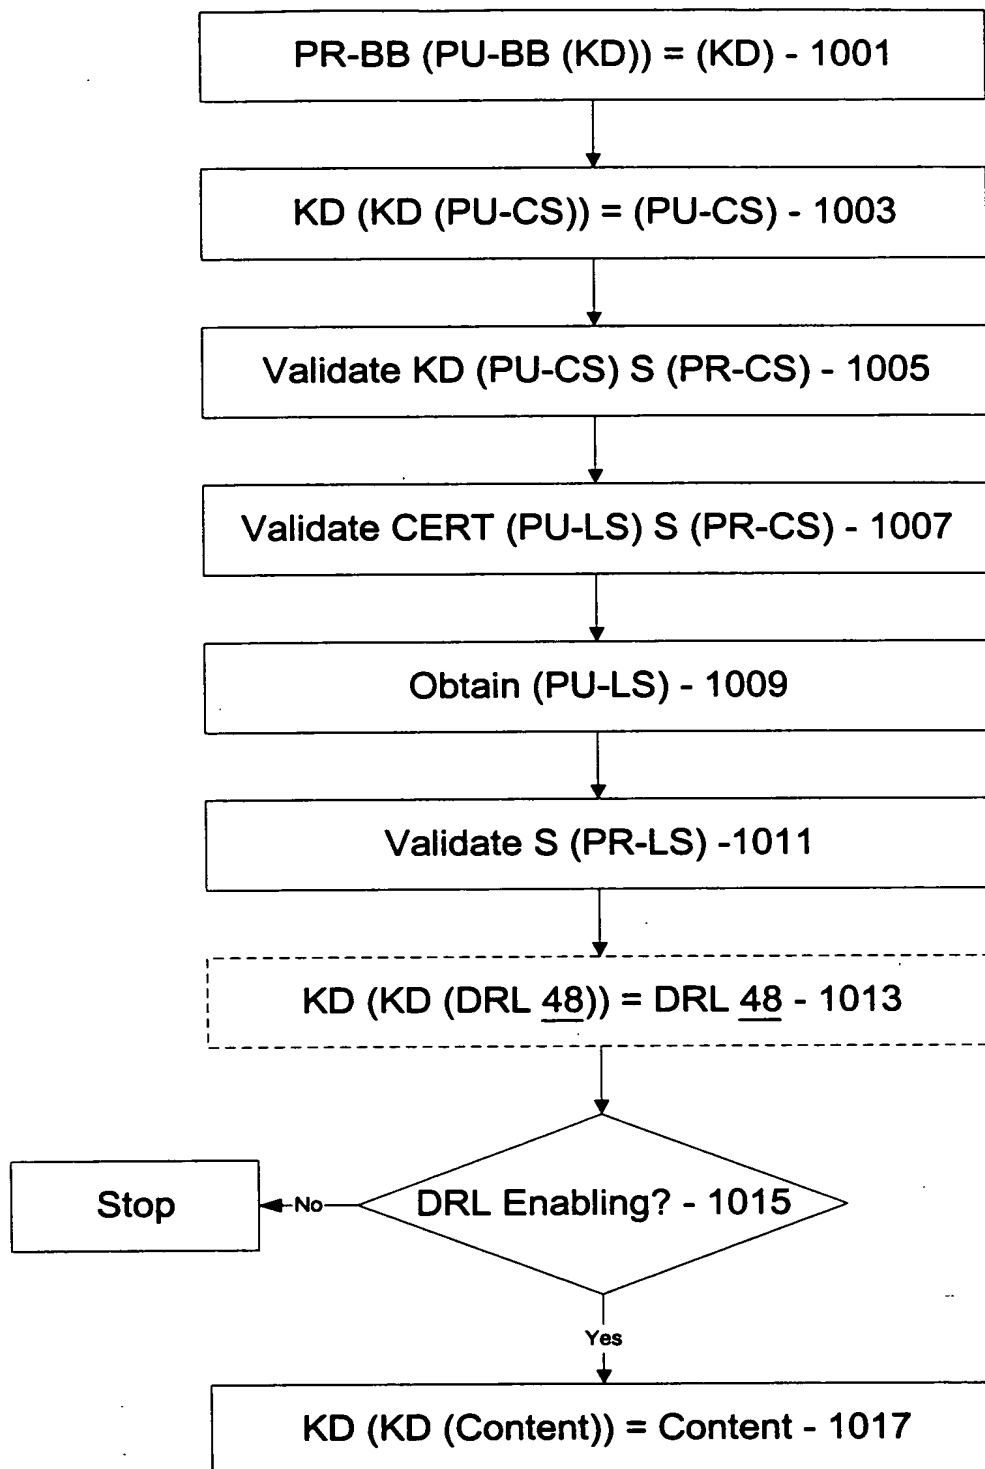 PR-BB (PU-BB (KD)) = (KD) - 1001
KD (KD (PU-CS)) = (PU-CS) - 1003
Validate KD (PU-CS) S (PR-CS) - 1005
Validate CERT (PU-LS) S (PR-CS) - 1007
Obtain (PU-LS) - 1009
Validate S (PR-LS) -1011
KD (KD (DRL 48)) = DRL 48 - 1013
DRL Enabling? - 1015
No
Stop
Yes
KD (KD (Content)) = Content - 1017